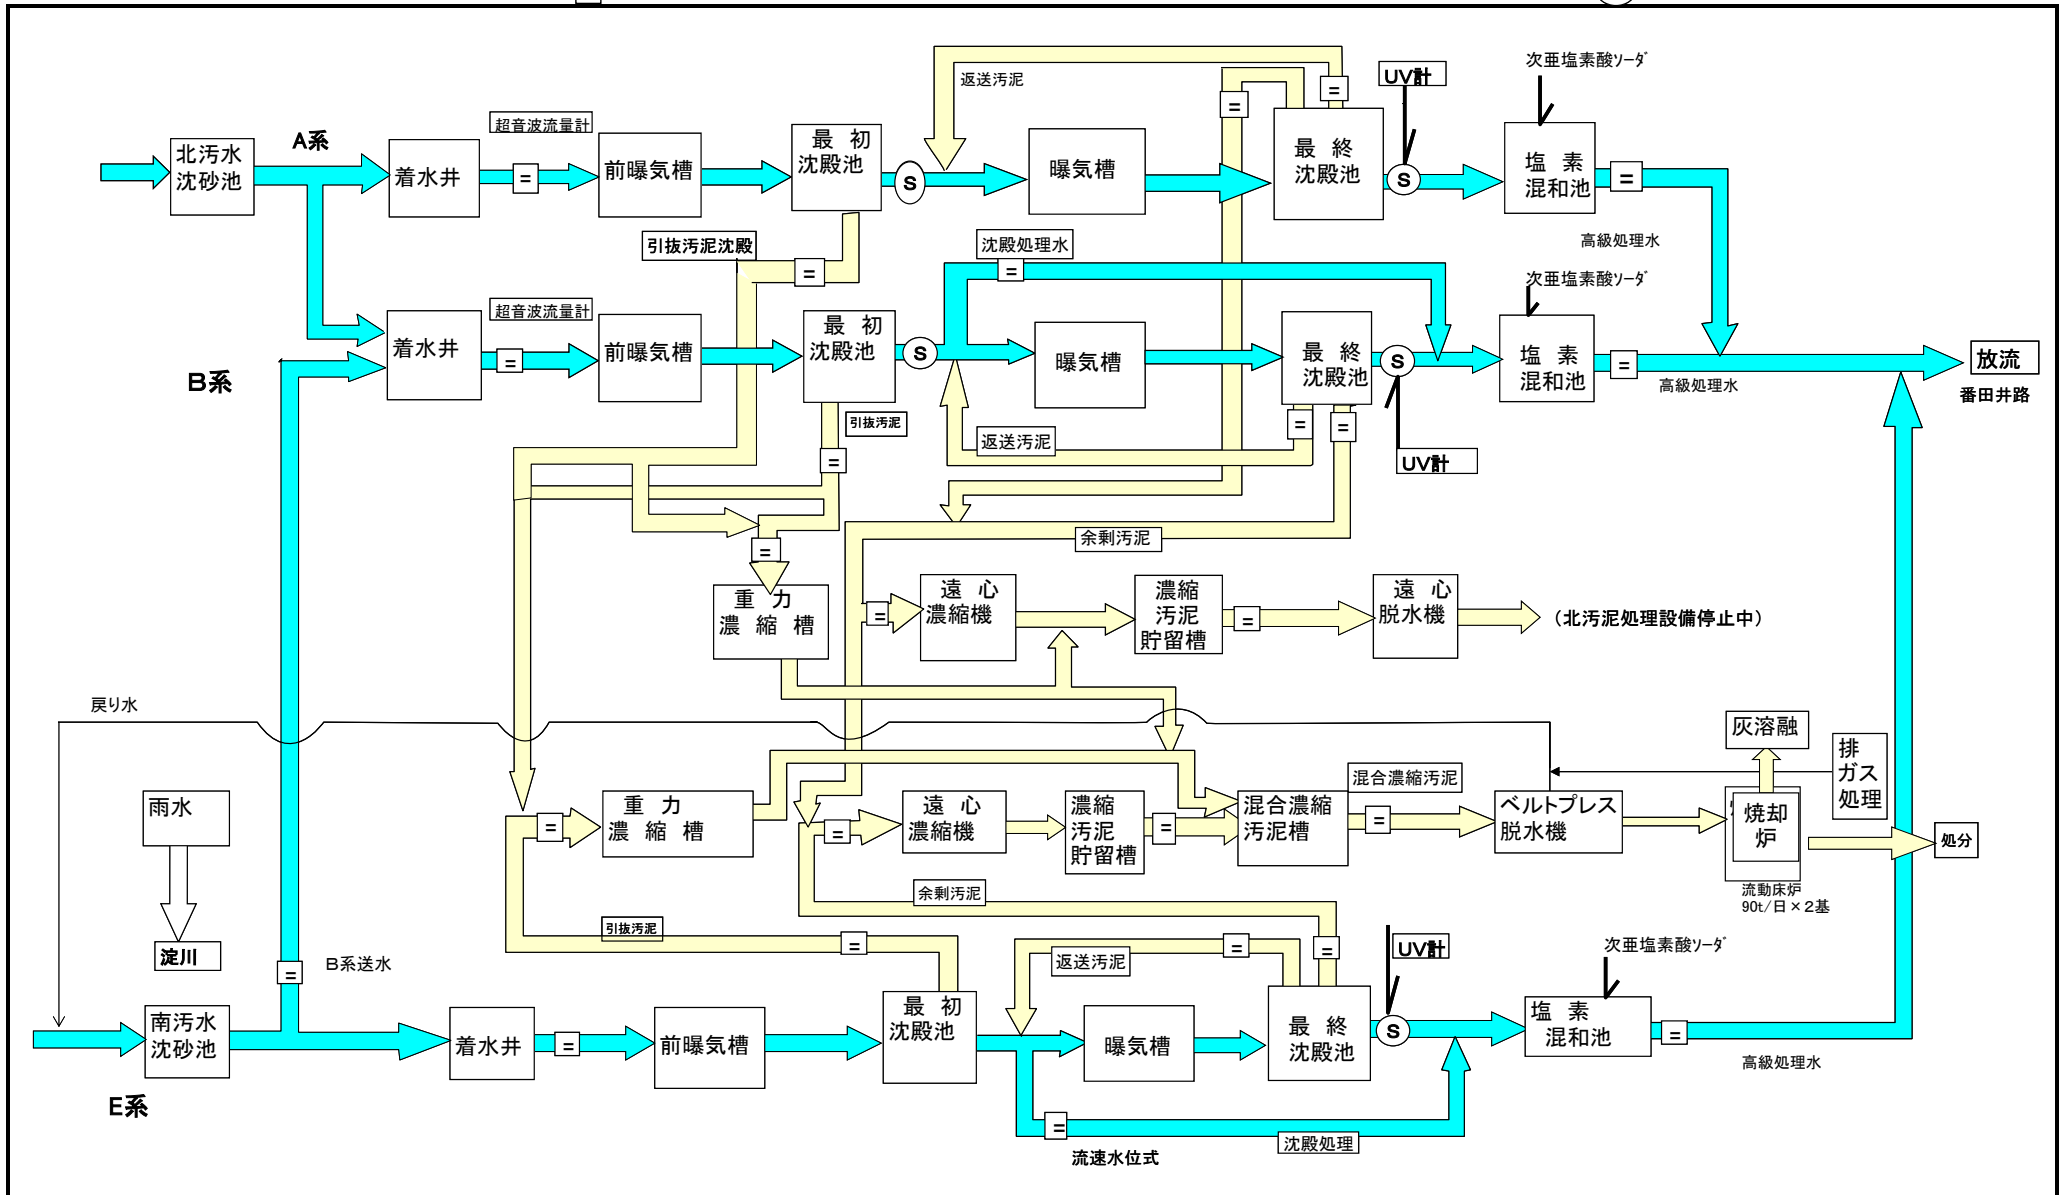 返送汚泥
UV計
次亜塩素酸ソーダ
A系
超音波流量計
北汚水
沈砂池
着水井
=
前曝気槽
最 初
沈殿池
S
曝気槽
=
=
最 終
沈殿池
S
塩 素
混和池
=
高級処理水
引抜汚泥沈殿
=
沈殿処理水
=
次亜塩素酸ソーダ
B系
超音波流量計
着水井
=
前曝気槽
最 初
沈殿池
S
曝気槽
最 終
沈殿池
S
塩 素
混和池
=
高級処理水
放流
番田井路
引抜汚泥
=
返送汚泥
=
=
UV計
余剰汚泥
=
重 力
濃 縮 槽
=
遠 心
濃縮機
濃縮
汚泥
貯留槽
=
遠 心
脱水機
(北汚泥処理設備停止中)
戻り水
雨水
淀川
=
重 力
濃 縮 槽
=
遠 心
濃縮機
濃縮
汚泥
貯留槽
=
混合濃縮
汚泥槽
混合濃縮汚泥
=
ベルトプレス
脱水機
灰溶融
焼却
炉
排
ガス
処理
処分
流動床炉
90t/日×2基
余剰汚泥
引抜汚泥
=
返送汚泥
=
=
UV計
次亜塩素酸ソーダ
=
B系送水
南汚水
沈砂池
着水井
=
前曝気槽
最 初
沈殿池
曝気槽
最 終
沈殿池
S
塩 素
混和池
=
高級処理水
E系
=
沈殿処理
流速水位式